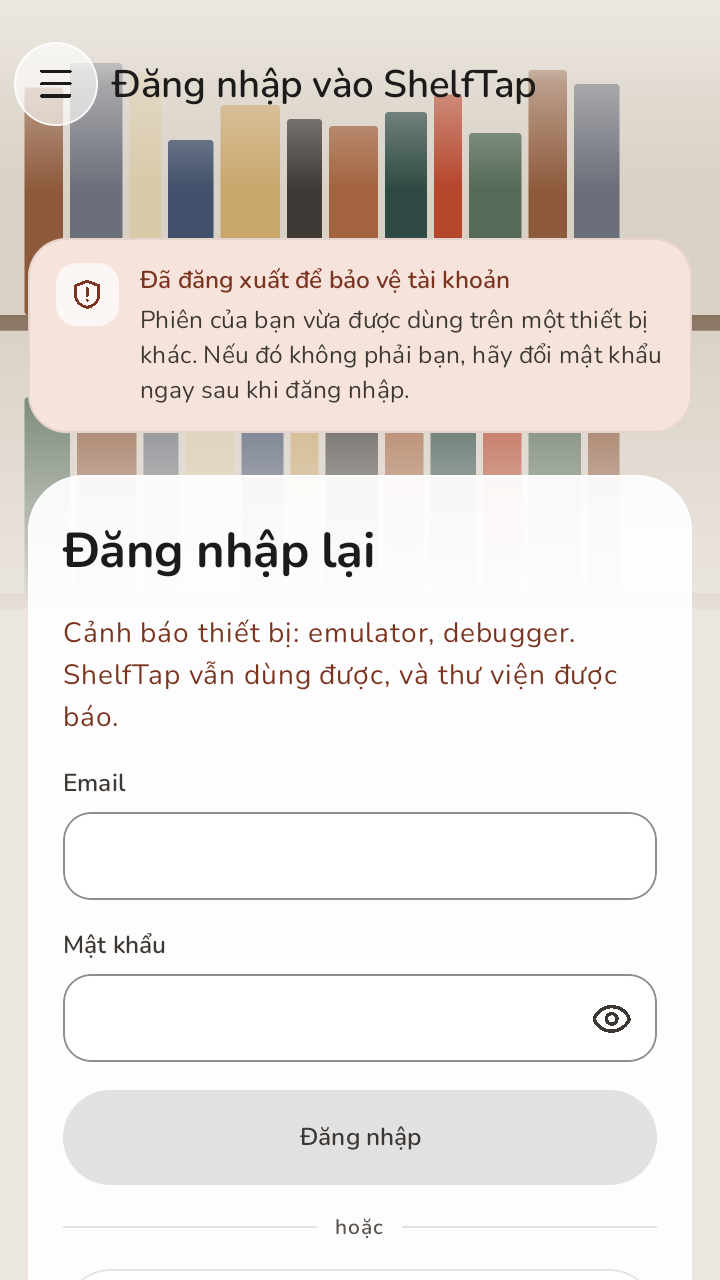 Đăng nhập vào ShelfTap
Đã đăng xuất để bảo vệ tài khoản
Phiên của bạn vừa được dùng trên một thiết bị
khác. Nếu đó không phải bạn, hãy đổi mật khẩu
ngay sau khi đăng nhập.
Đăng nhập lại
Cảnh báo thiết bị: emulator, debugger.
ShelfTap vẫn dùng được, và thư viện được
báo.
Email
Mật khẩu
Đăng nhập
hoặc